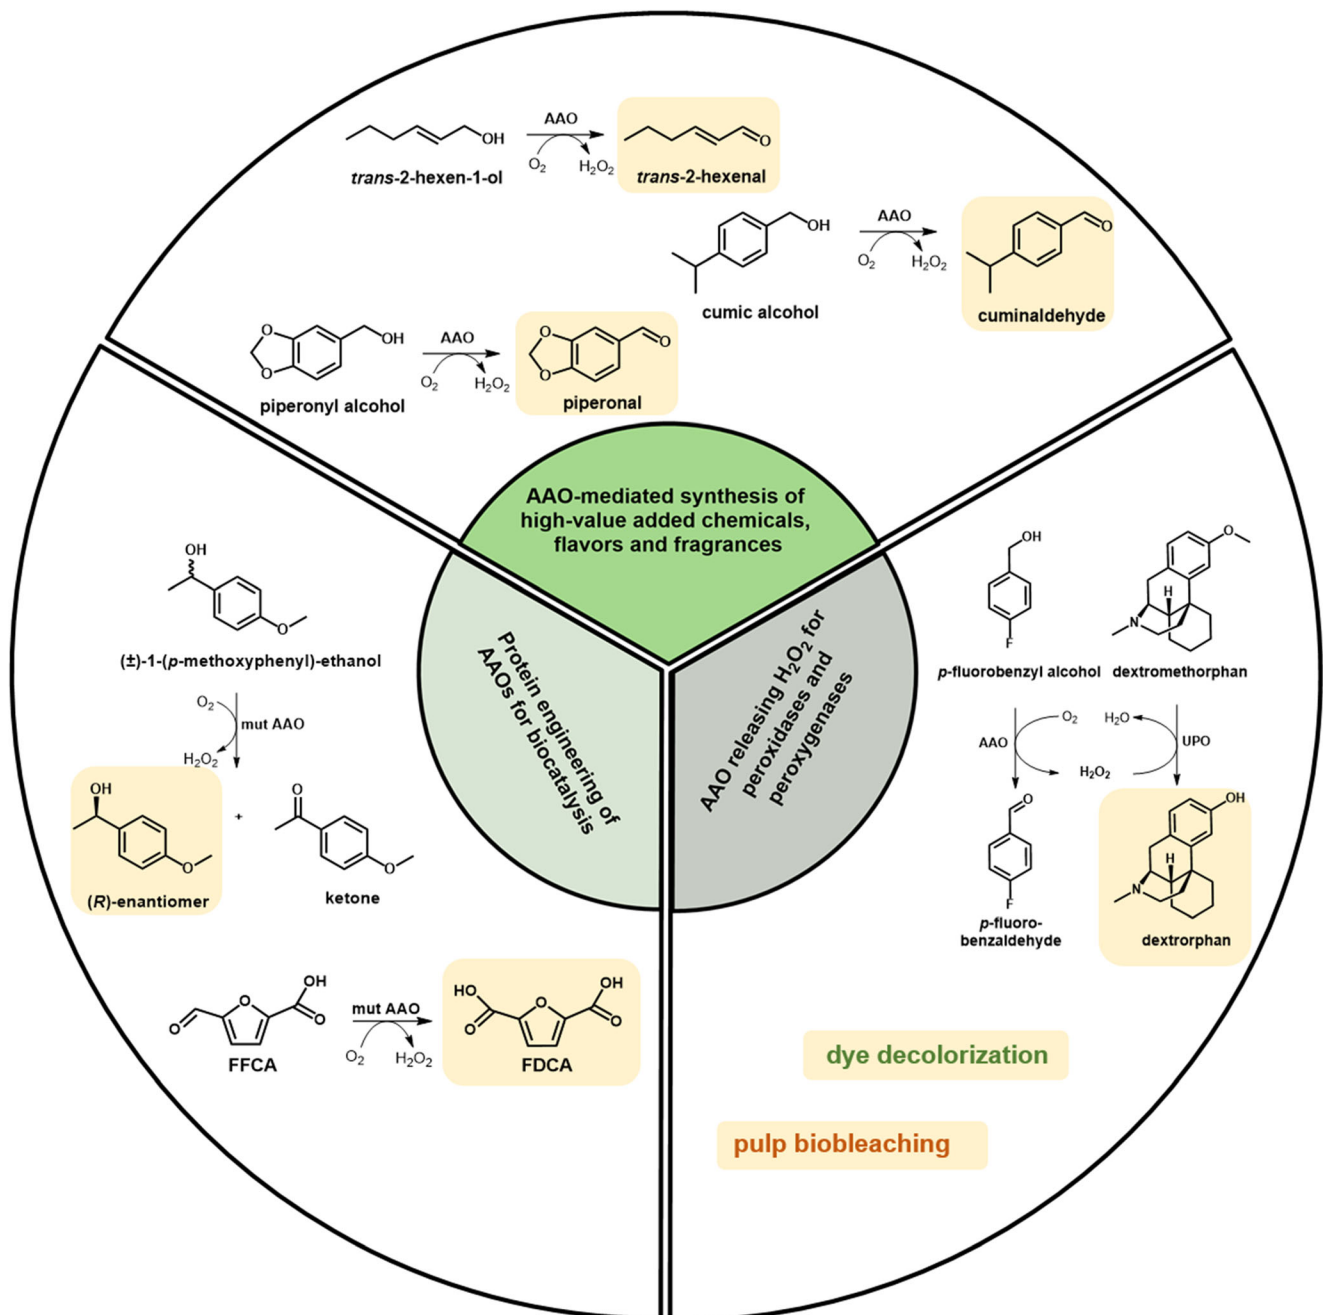 AAO
OH
O
O₂
H₂O₂
trans-2-hexen-1-ol
trans-2-hexenal
OH
AAO
O
O₂
H₂O₂
cumic alcohol
cuminaldehyde
O
O
OH
AAO
O₂
H₂O₂
O
O
O
piperonyl alcohol
piperonal
AAO-mediated synthesis of
high-value added chemicals,
flavors and fragrances
Protein engineering of
AAOs for biocatalysis
AAO releasing H₂O₂ for
peroxidases and
peroxygenases
OH
O
(±)-1-(p-methoxyphenyl)-ethanol
O₂
mut AAO
H₂O₂
OH
O
(R)-enantiomer
+
O
O
ketone
O
O
OH
O
FFCA
mut AAO
O₂
H₂O₂
HO
O
O
OH
O
FDCA
OH
F
p-fluorobenzyl alcohol
O
H
N
dextromethorphan
O₂
H₂O
AAO
UPO
H₂O₂
O
F
p-fluoro-
benzaldehyde
OH
H
N
dextrorphan
dye decolorization
pulp biobleaching